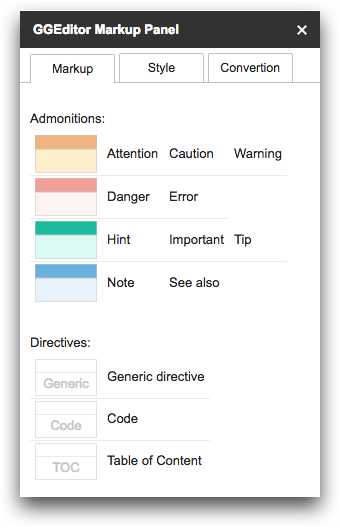 GGEditor Markup Panel ×
Markup Style Convertion
Admonitions:
Attention Caution Warning
Danger Error
Hint Important Tip
Note See also
Directives:
Generic Generic directive
Code Code
TOC Table of Content